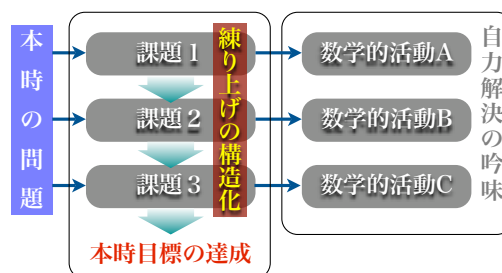 本時の問題
課題1
課題2
課題3
練り上げの構造化
本時目標の達成
数学的活動A
数学的活動B
数学的活動C
自力解決の吟味